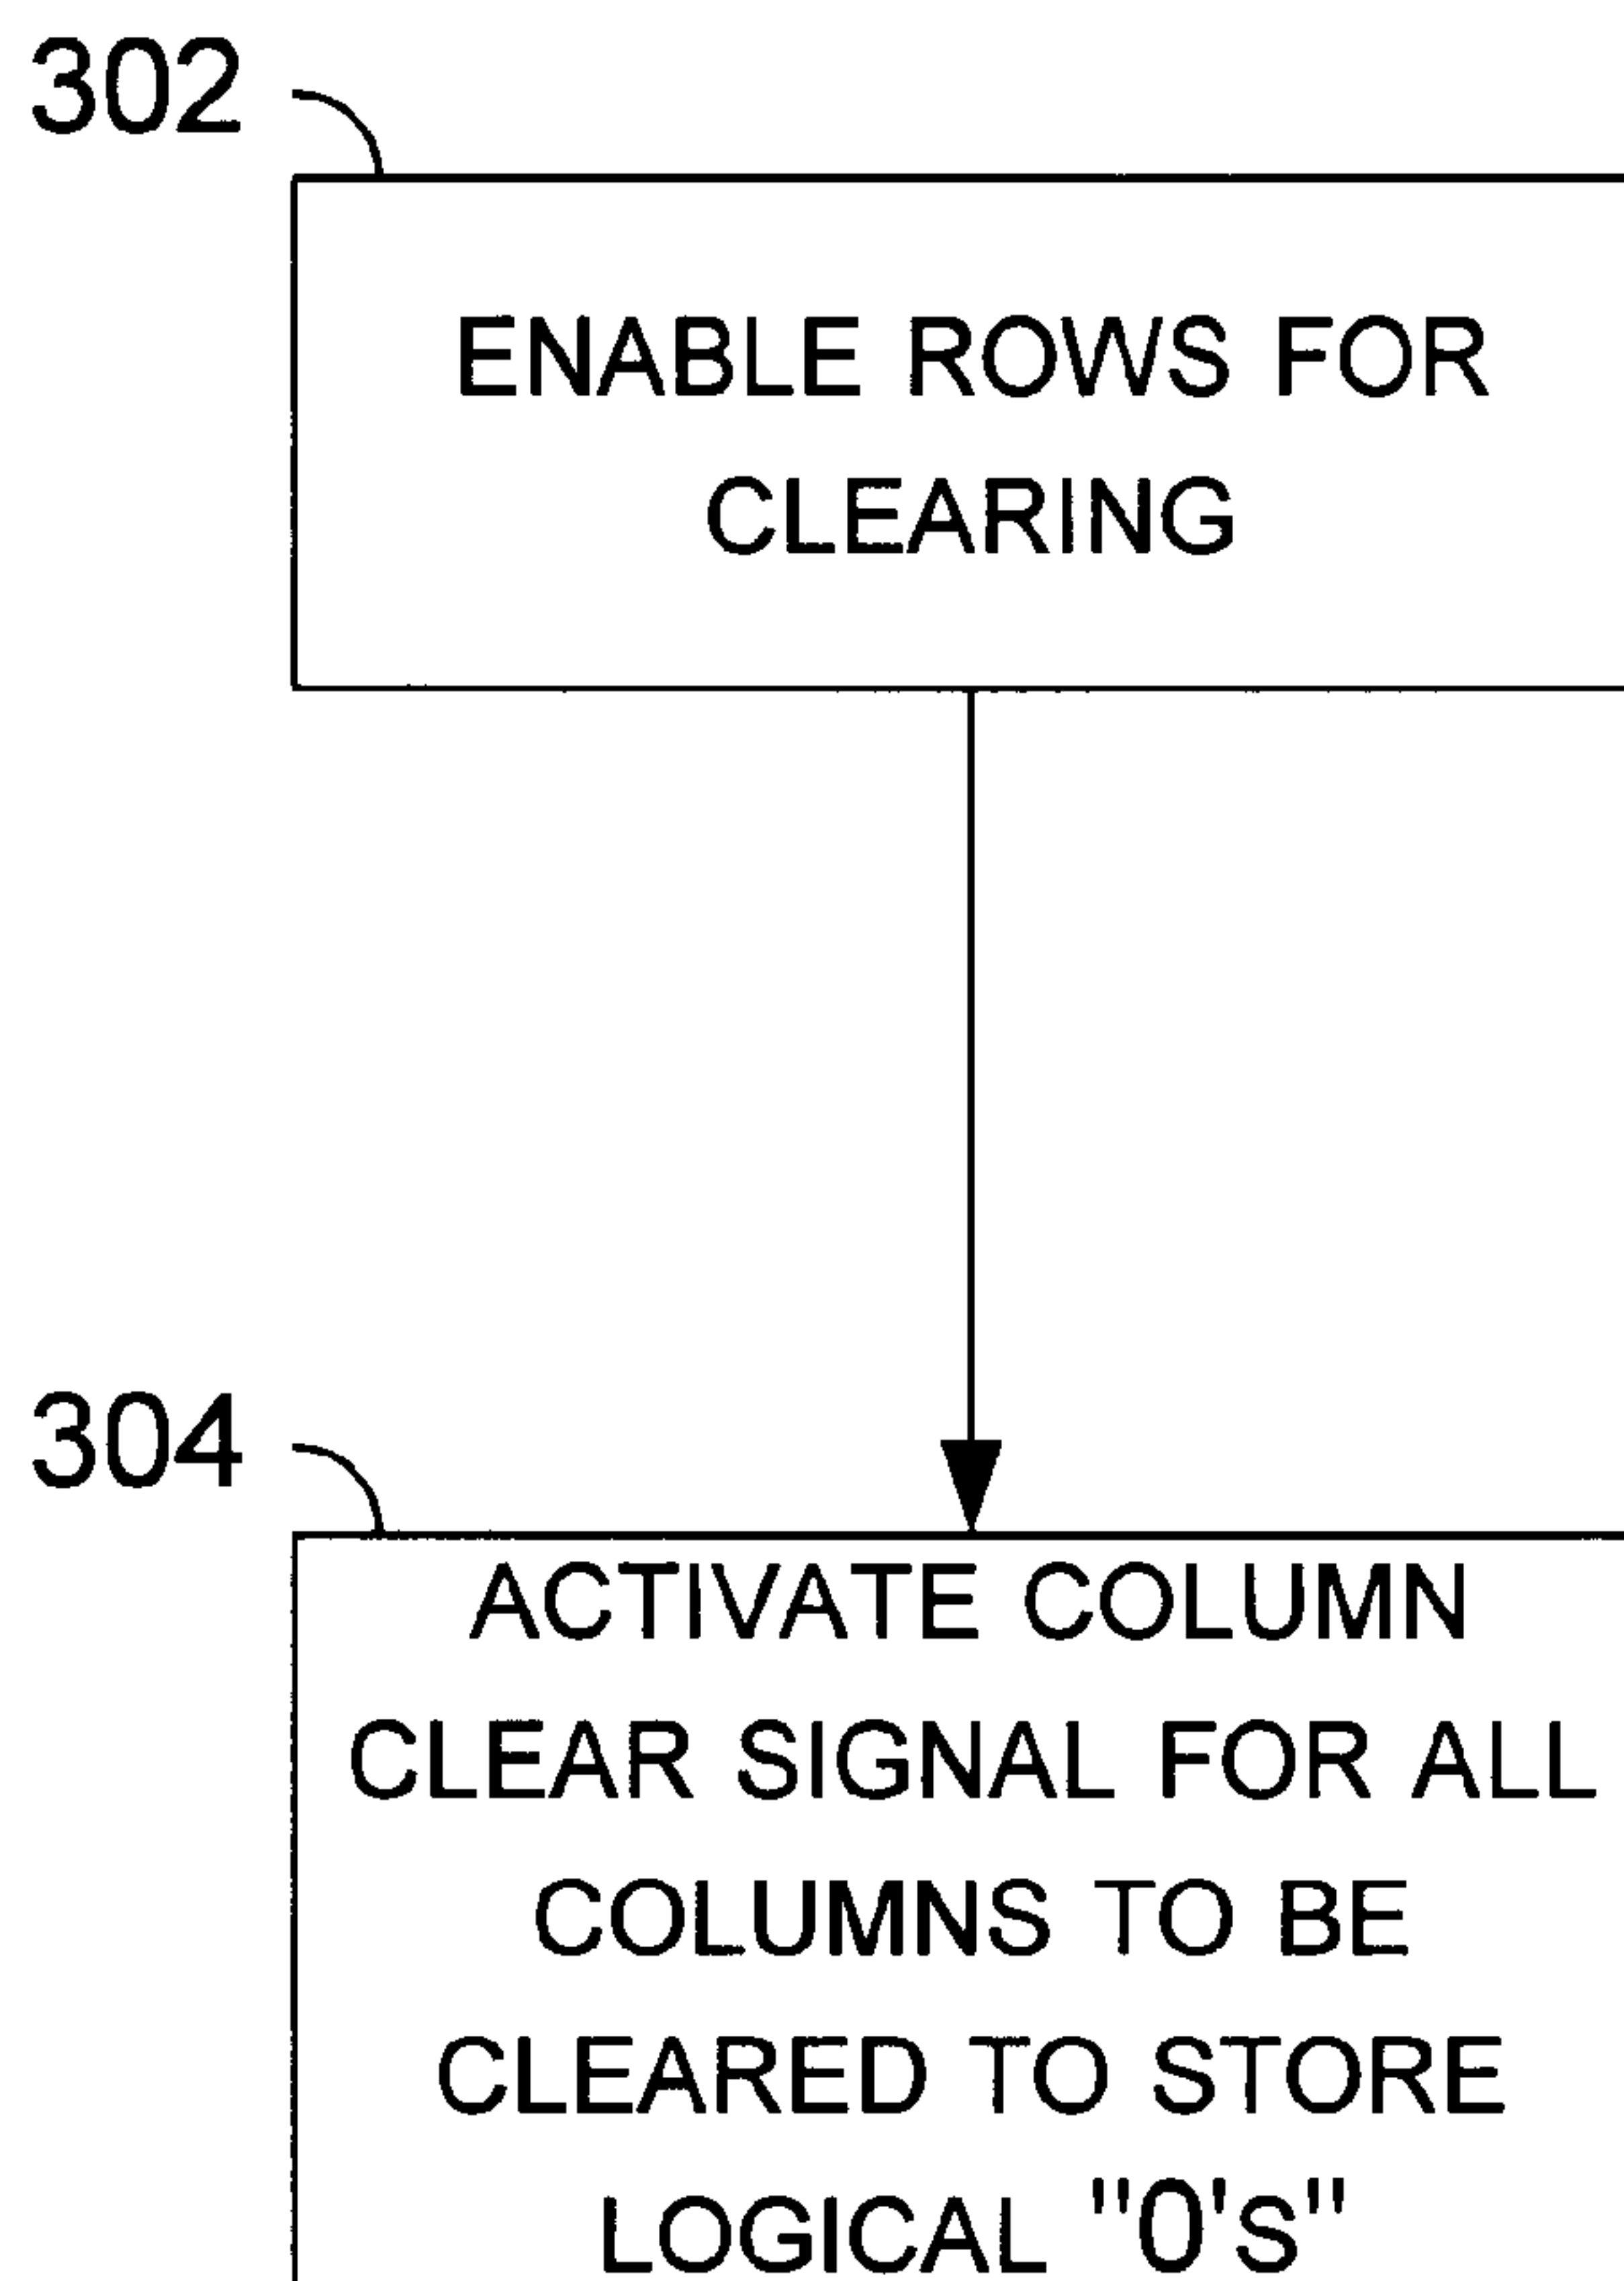 302
ENABLE ROWS FOR
CLEARING
304
ACTIVATE COLUMN
CLEAR SIGNAL FOR ALL
COLUMNS TO BE
CLEARED TO STORE
LOGICAL "0's"